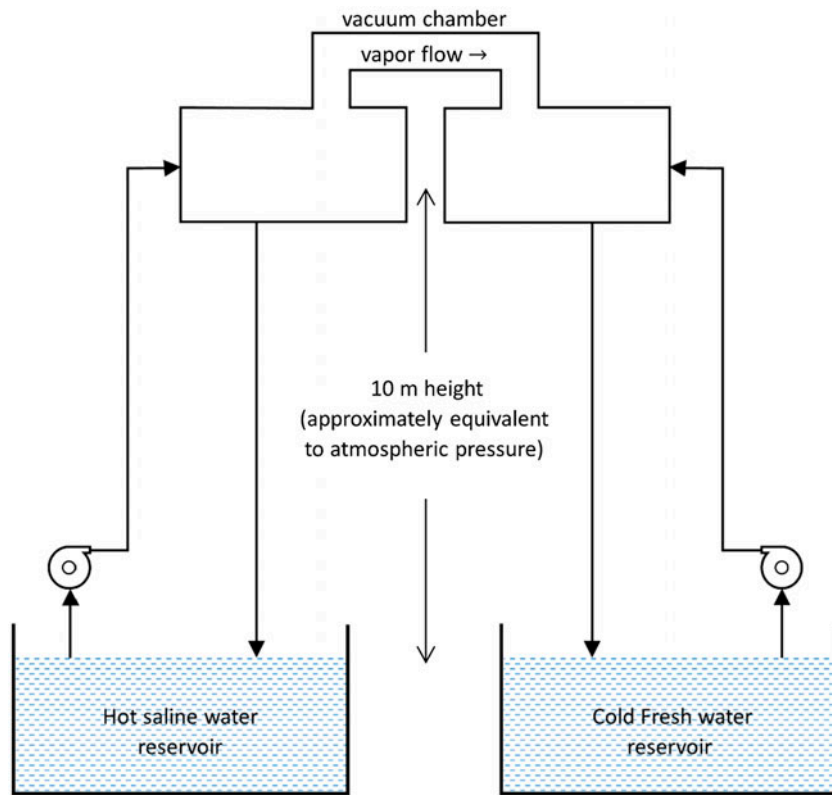 vacuum chamber
vapor flow →
10 m height
(approximately equivalent
to atmospheric pressure)
Hot saline water
reservoir
Cold Fresh water
reservoir